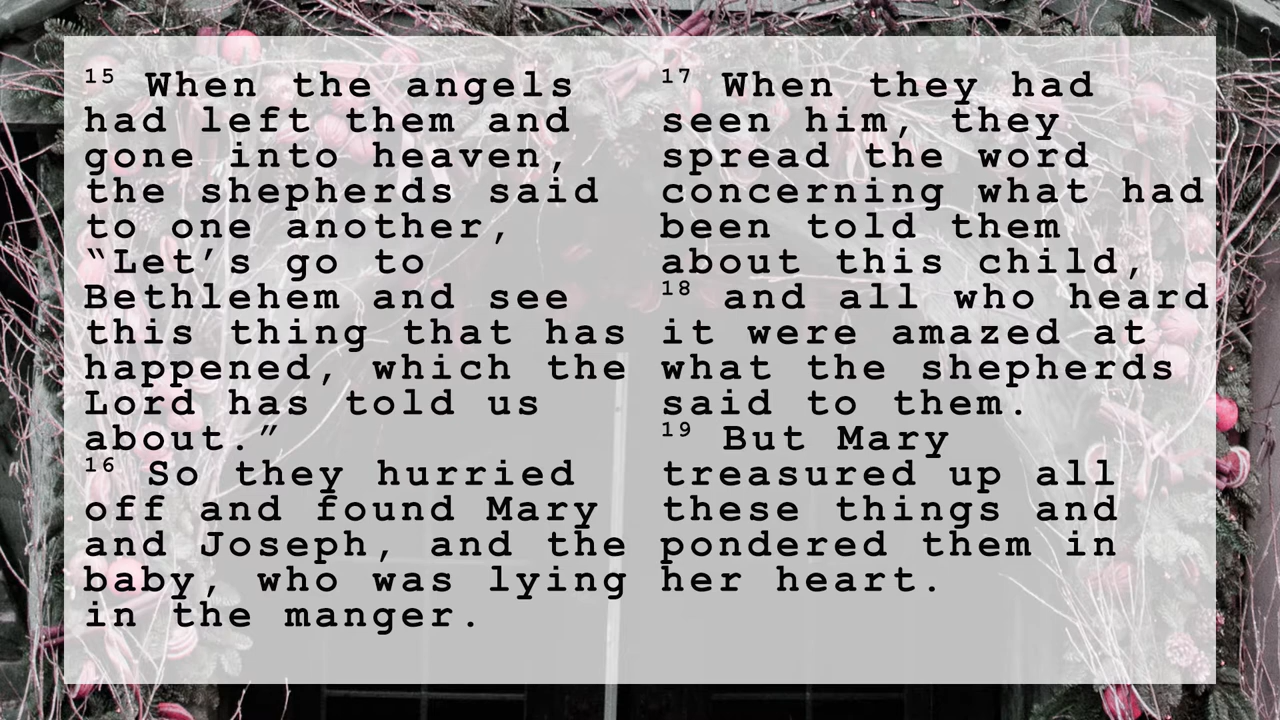 15 When the angels
had left them and
gone into heaven,
the shepherds said
to one another,
“Let’s go to
Bethlehem and see
this thing that has
happened, which the
Lord has told us
about.”
16 So they hurried
off and found Mary
and Joseph, and the
baby, who was lying
in the manger.
17 When they had
seen him, they
spread the word
concerning what had
been told them
about this child,
18 and all who heard
it were amazed at
what the shepherds
said to them.
19 But Mary
treasured up all
these things and
pondered them in
her heart.